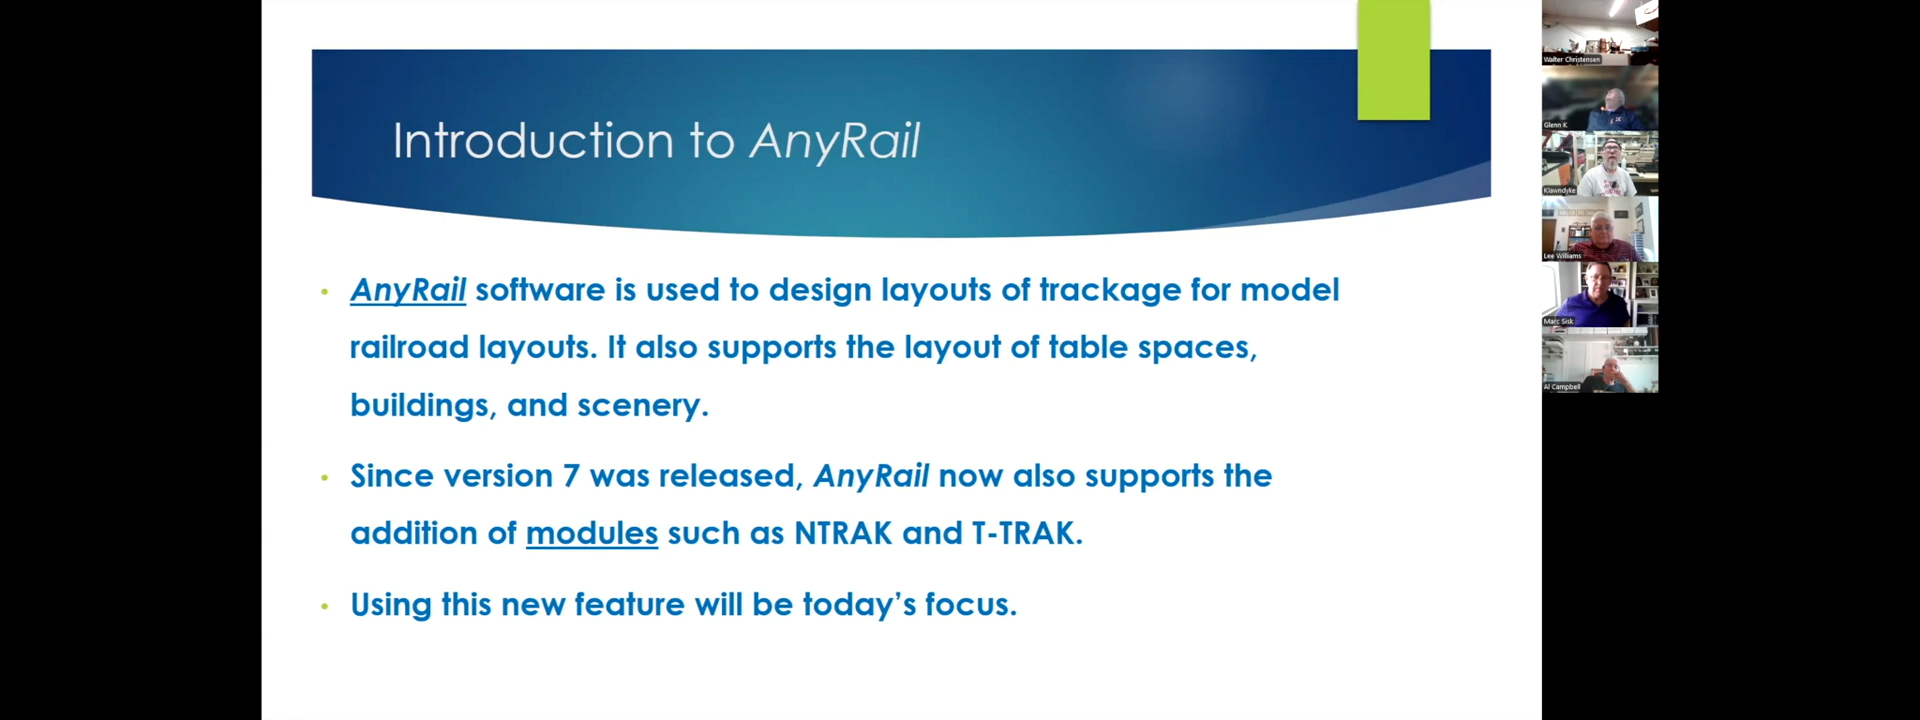 Introduction to AnyRail
• AnyRail software is used to design layouts of trackage for model
railroad layouts. It also supports the layout of table spaces,
buildings, and scenery.
• Since version 7 was released, AnyRail now also supports the
addition of modules such as NTRAK and T-TRAK.
• Using this new feature will be today’s focus.
Walter Christensen
Glenn K
Klawndyke
Lee Williams
Marc Sisk
Al Campbell